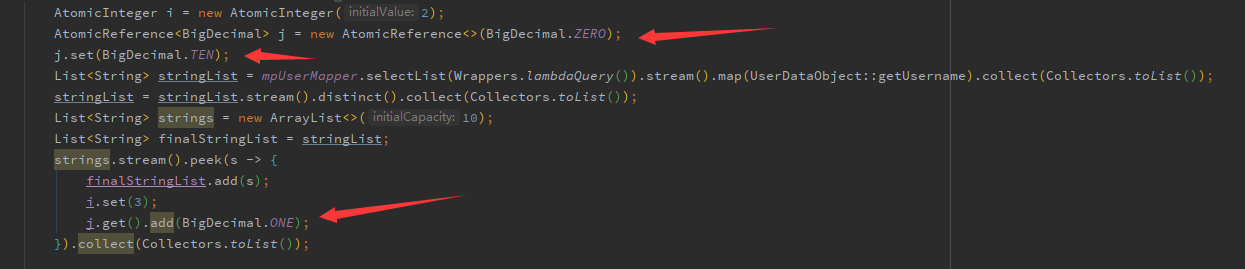 AtomicInteger i = new AtomicInteger( initialValue: 2);
AtomicReference<BigDecimal> j = new AtomicReference<>(BigDecimal.ZERO);
j.set(BigDecimal.TEN);
List<String> stringList = mpUserMapper.selectList(Wrappers.lambdaQuery()).stream().map(UserDataObject::getUsername).collect(Collectors.toList());
stringList = stringList.stream().distinct().collect(Collectors.toList());
List<String> strings = new ArrayList<>( initialCapacity: 10);
List<String> finalStringList = stringList;
strings.stream().peek(s -> {
finalStringList.add(s);
i.set(3);
j.get().add(BigDecimal.ONE);
}).collect(Collectors.toList());